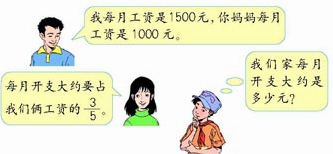 我每月工资是1500元,你妈妈每月
工资是1000元。
每月开支大约要占
我们俩工资的3/5。
我们家每月
开支大约是
多少元?